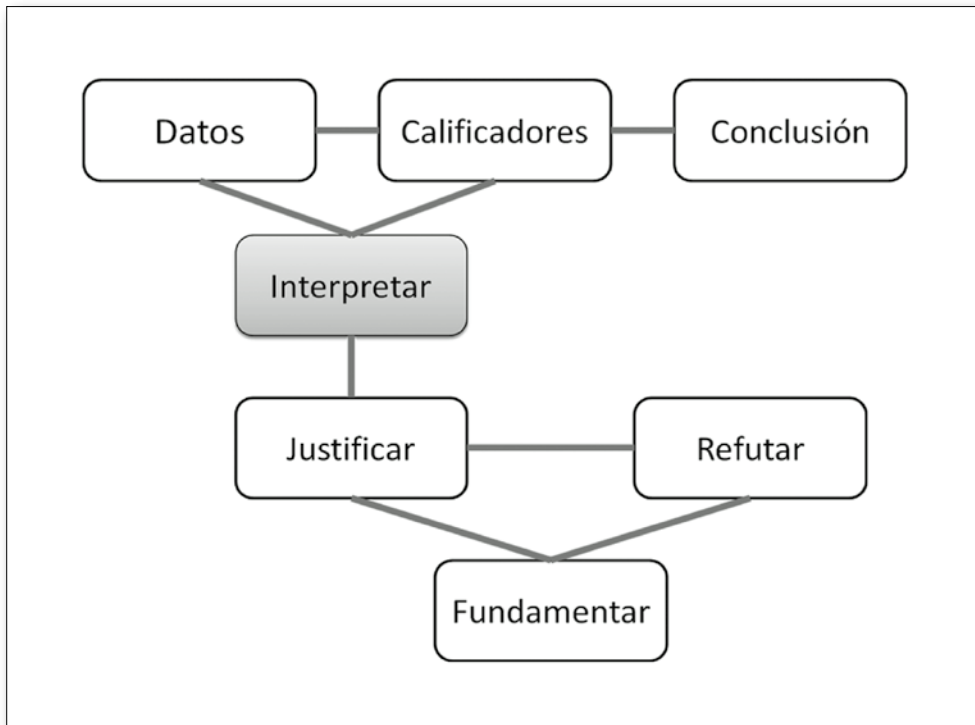 Datos
Calificadores
Conclusión
Interpretar
Justificar
Refutar
Fundamentar